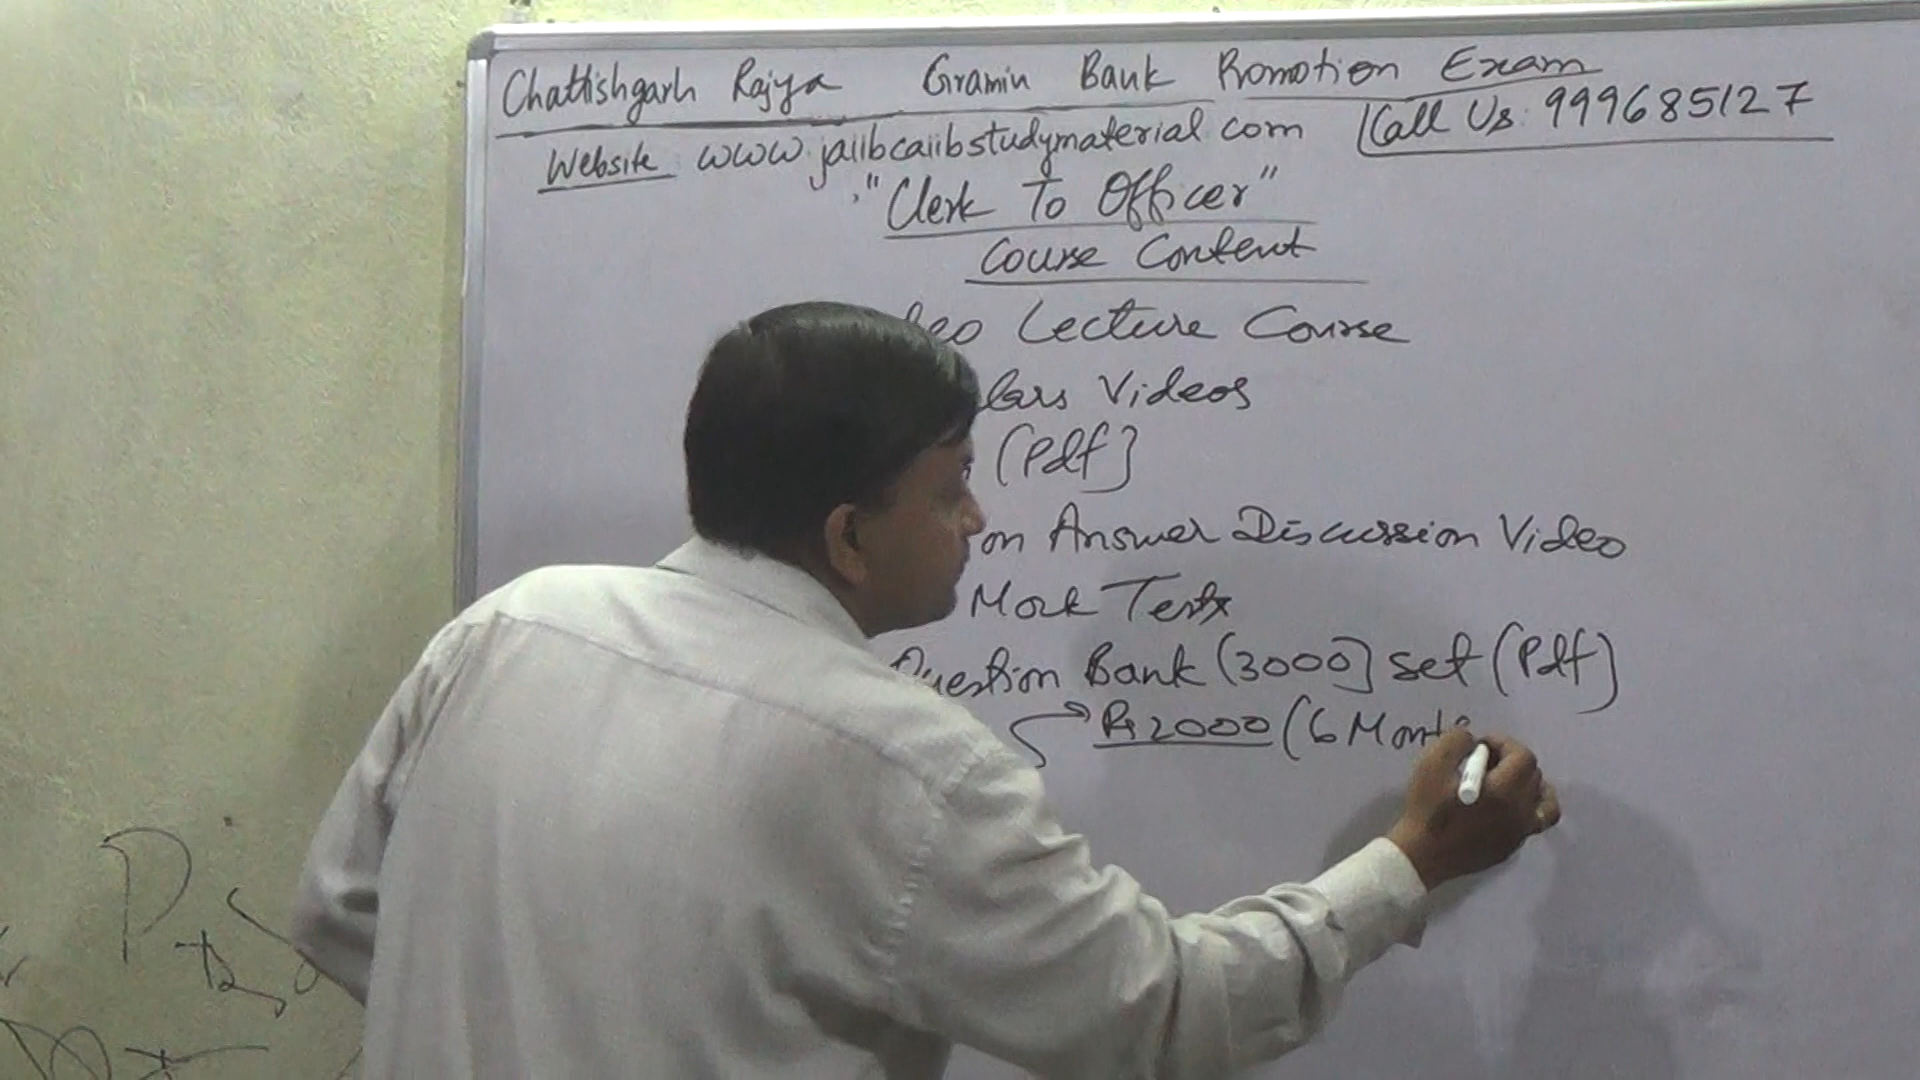 Chattishgarh Rajya Gramin Bank Promotion Exam
Website www.jaiibcaiibstudymaterial.com Call Us: 999685127
"Clerk To Officer"
Course Content
Lecture Course
Videos
(Pdf]
Answer Discussion Video
Mock Tests
Question Bank (3000] set (Pdf)
Rs 2000 (6 Month